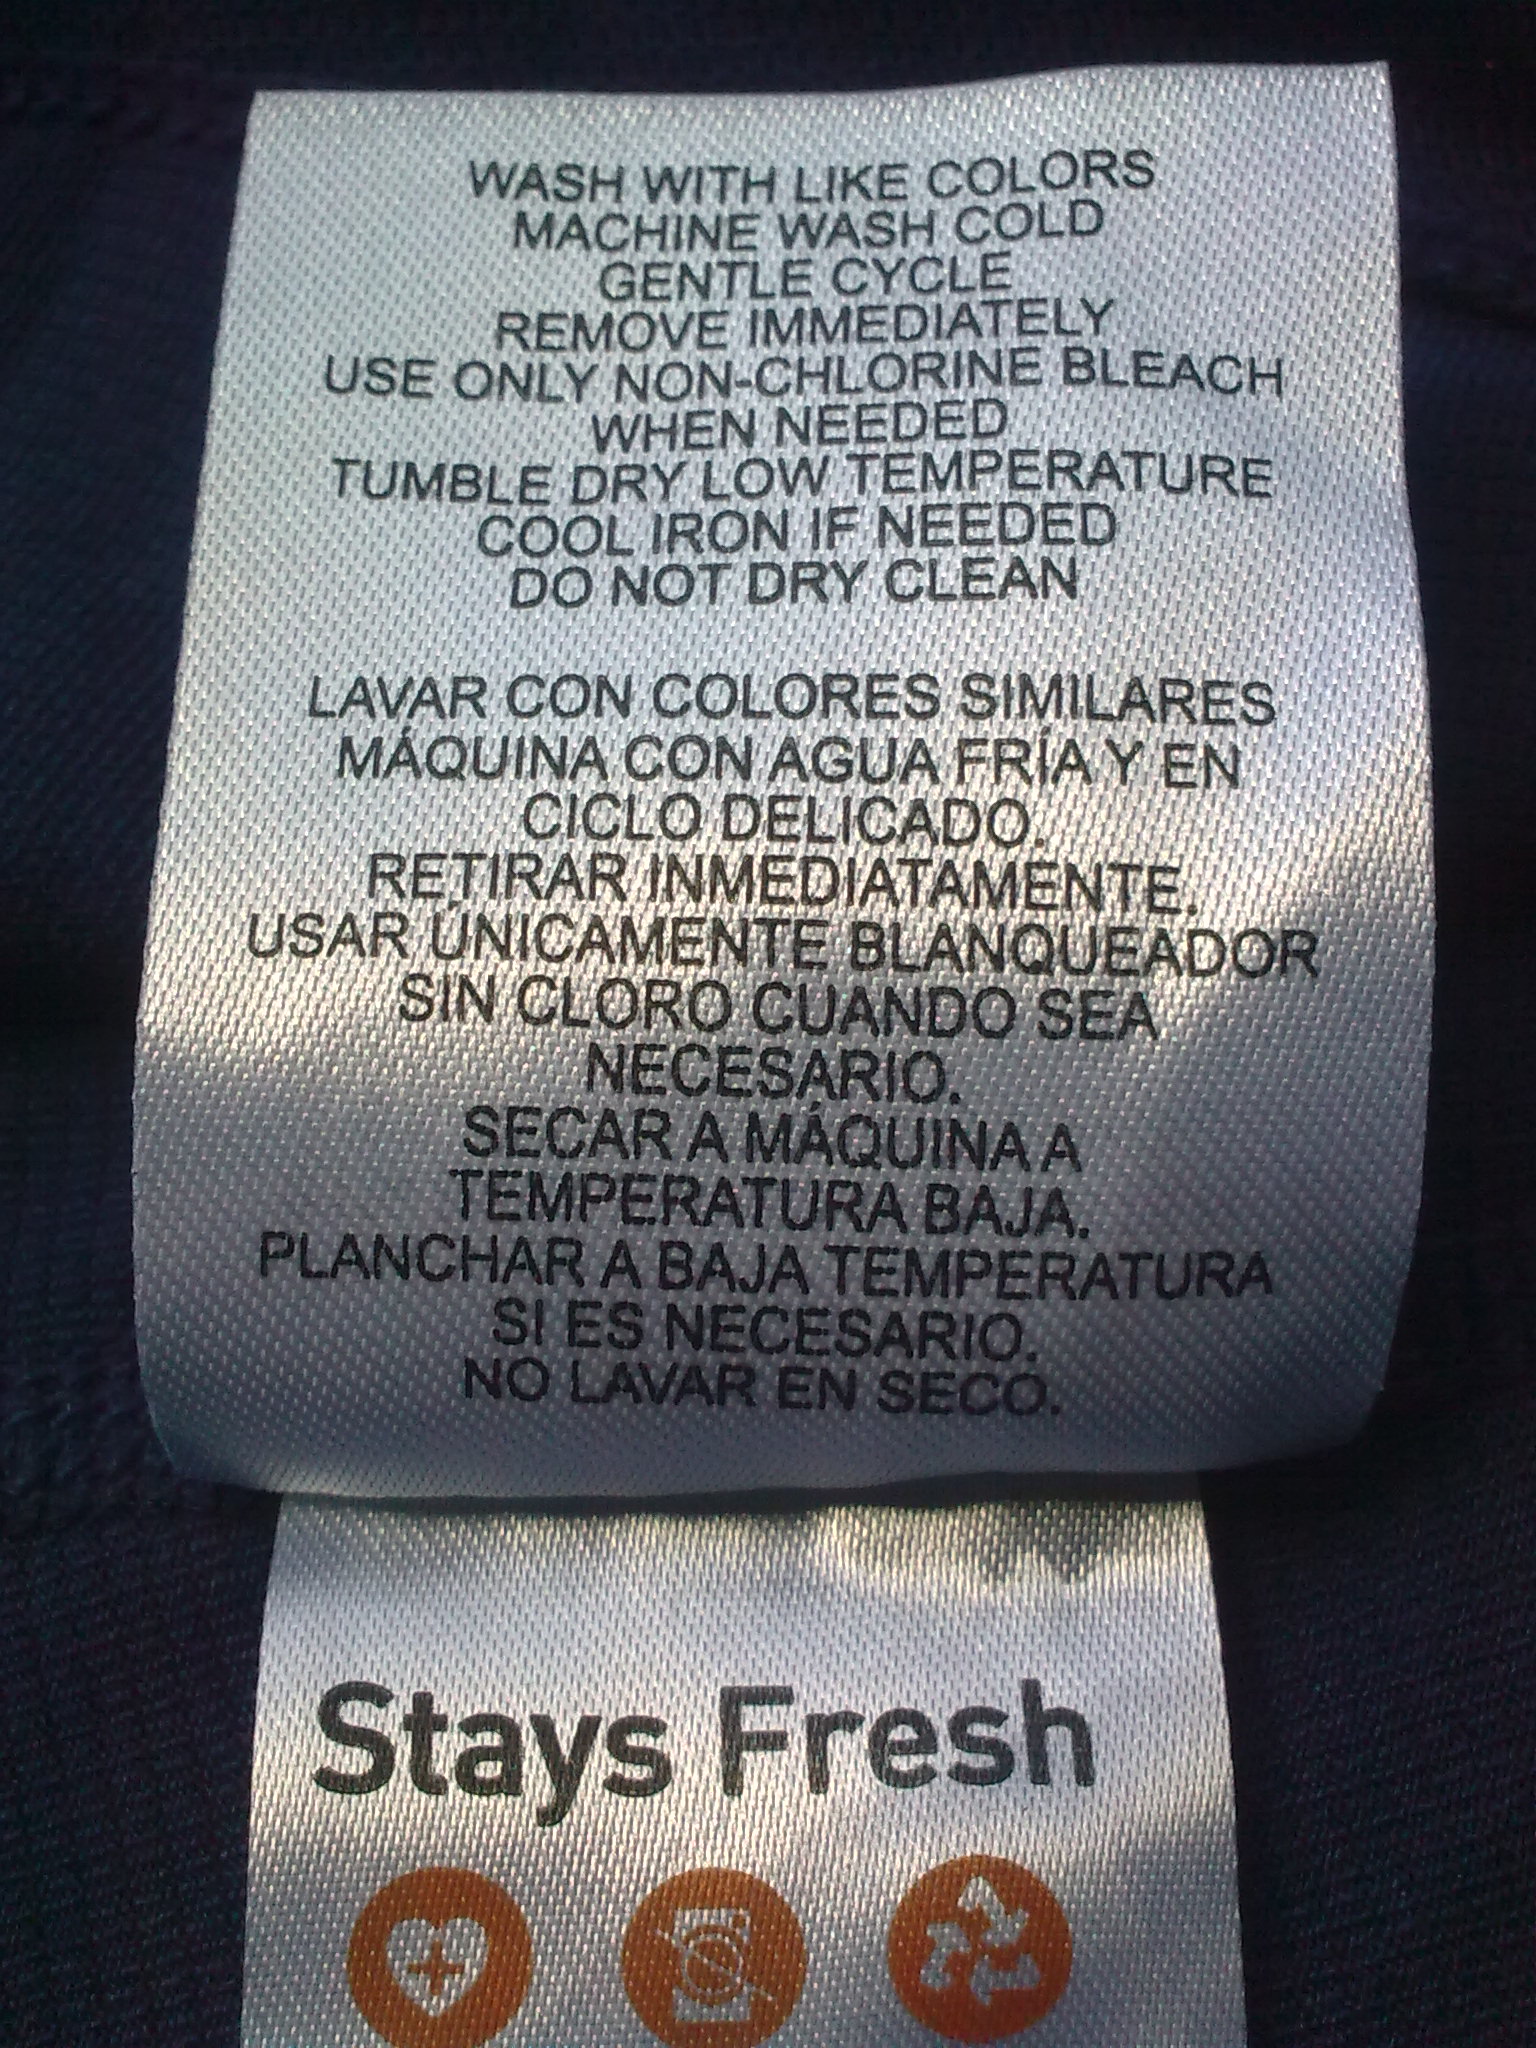 WASH WITH LIKE COLORS
MACHINE WASH COLD
GENTLE CYCLE
REMOVE IMMEDIATELY
USE ONLY NON-CHLORINE BLEACH
WHEN NEEDED
TUMBLE DRY LOW TEMPERATURE
COOL IRON IF NEEDED
DO NOT DRY CLEAN
LAVAR CON COLORES SIMILARES
MÁQUINA CON AGUA FRÍA Y EN
CICLO DELICADO.
RETIRAR INMEDIATAMENTE.
USAR ÚNICAMENTE BLANQUEADOR
SIN CLORO CUANDO SEA
NECESARIO.
SECAR A MÁQUINA A
TEMPERATURA BAJA.
PLANCHAR A BAJA TEMPERATURA
SI ES NECESARIO.
NO LAVAR EN SECO.
Stays Fresh